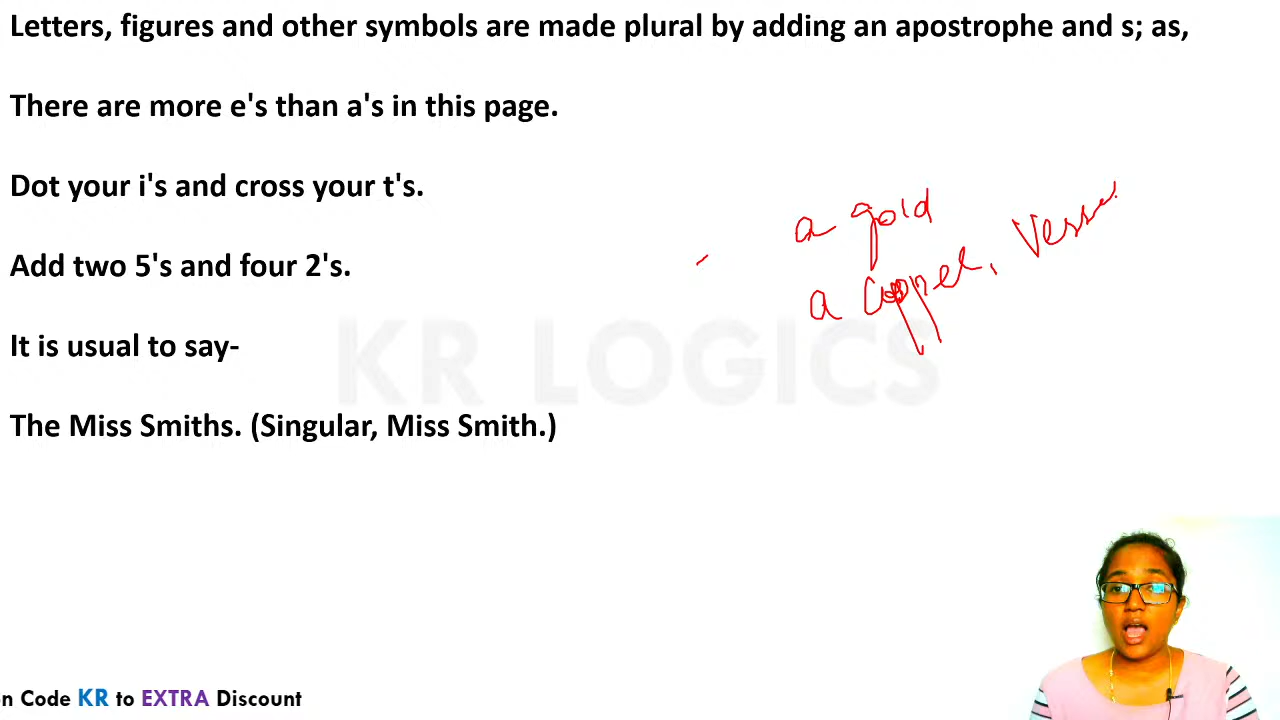 Letters, figures and other symbols are made plural by adding an apostrophe and s; as,
There are more e's than a's in this page.
Dot your i's and cross your t's.
a gold
Add two 5's and four 2's.
a copper, Vessel
It is usual to say-
KR LOGICS
The Miss Smiths. (Singular, Miss Smith.)
n Code KR to EXTRA Discount